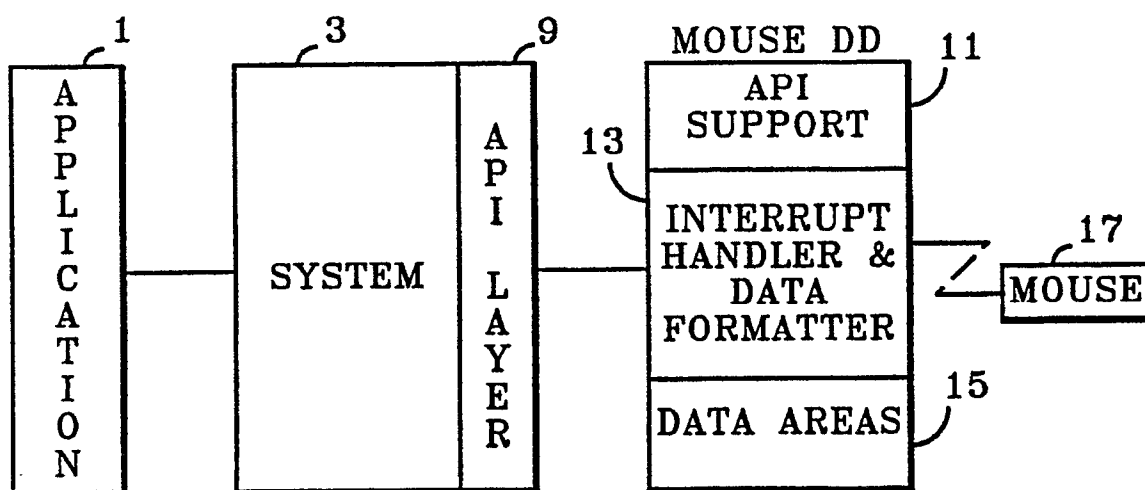 1
3
9
MOUSE DD
11
APPLICATION
SYSTEM
API LAYER
API
SUPPORT
13
INTERRUPT
HANDLER &
DATA
FORMATTER
17
MOUSE
15
DATA AREAS